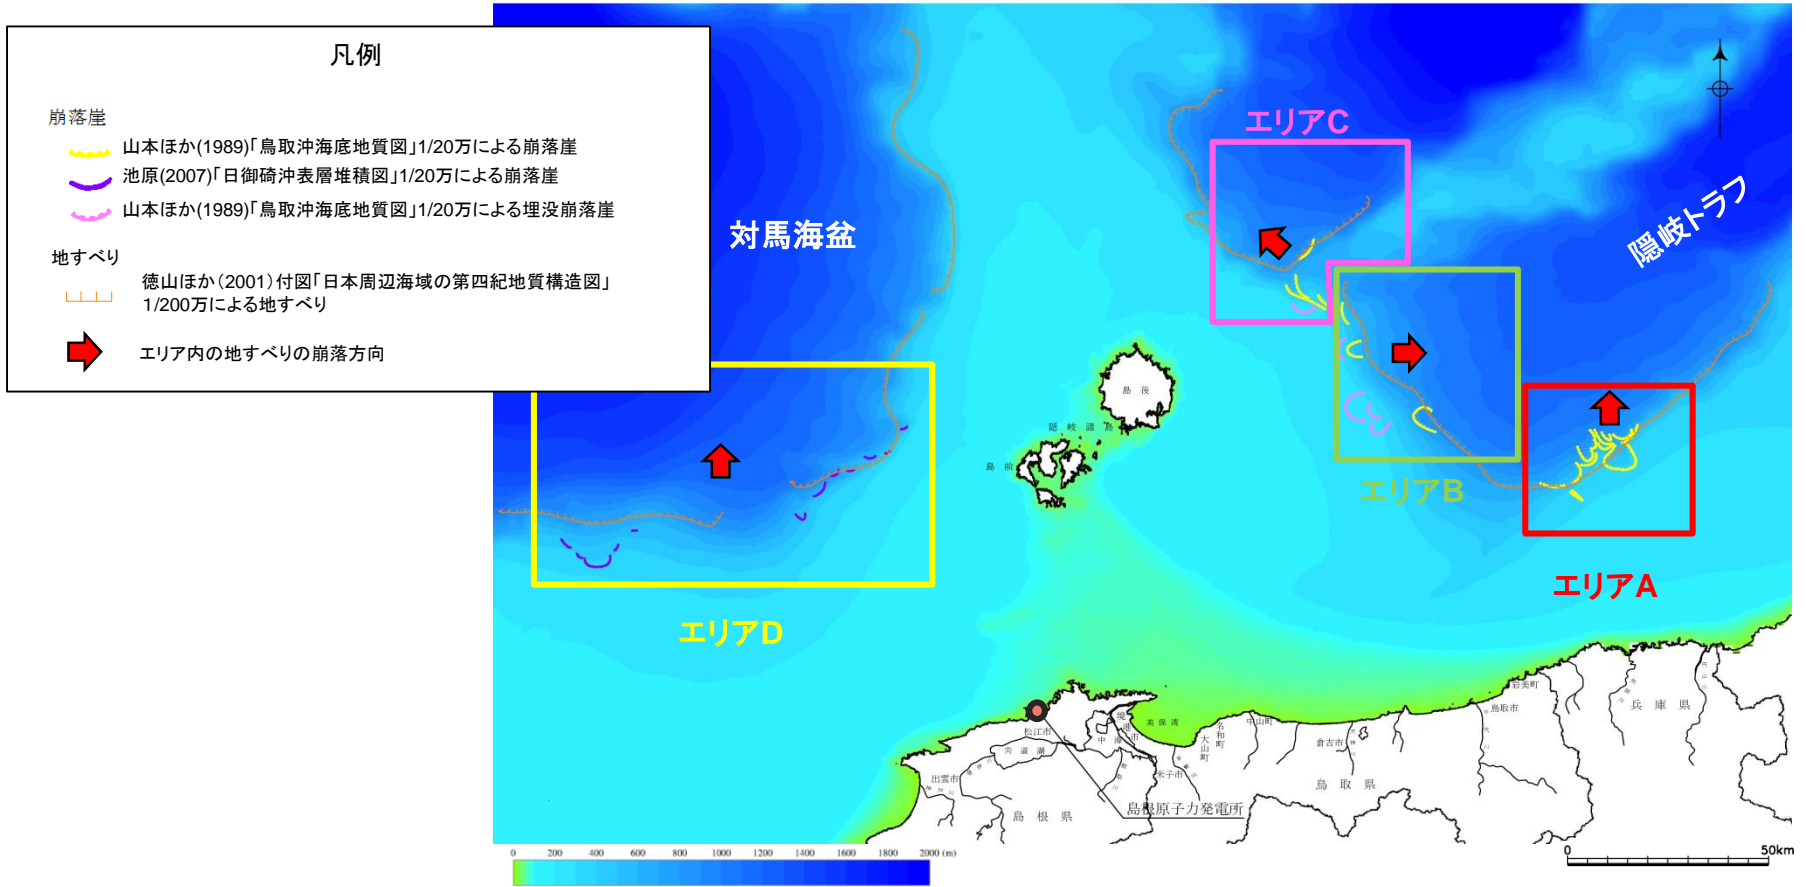 凡例
崩落崖
山本ほか(1989)「鳥取沖海底地質図」1/20万による崩落崖
池原(2007)「日御碕沖表層堆積図」1/20万による崩落崖
山本ほか(1989)「鳥取沖海底地質図」1/20万による埋没崩落崖
地すべり
徳山ほか(2001)付図「日本周辺海域の第四紀地質構造図」
1/200万による地すべり
エリア内の地すべりの崩落方向
対馬海盆
エリアC
隠岐トラフ
島後
隠岐諸島
島前
エリアB
エリアA
エリアD
岩美町
兵庫県
鳥取市
松江市
境港市
美保湾
名和町
中山町
大山町
倉吉市
中海
宍道湖
米子市
出雲市
鳥取県
島根県
島根原子力発電所
0 200 400 600 800 1000 1200 1400 1600 1800 2000 (m)
0 50km